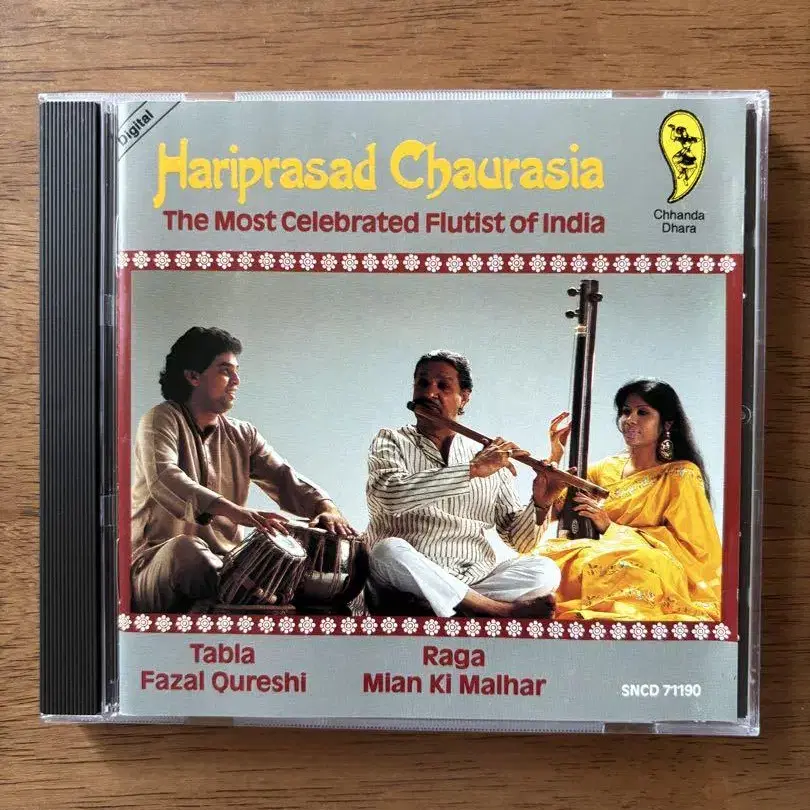 Digital
Hariprasad Chaurasia
The Most Celebrated Flutist of India
Chhanda
Dhara
Tabla
Fazal Qureshi
Raga
Mian Ki Malhar
SNCD 71190